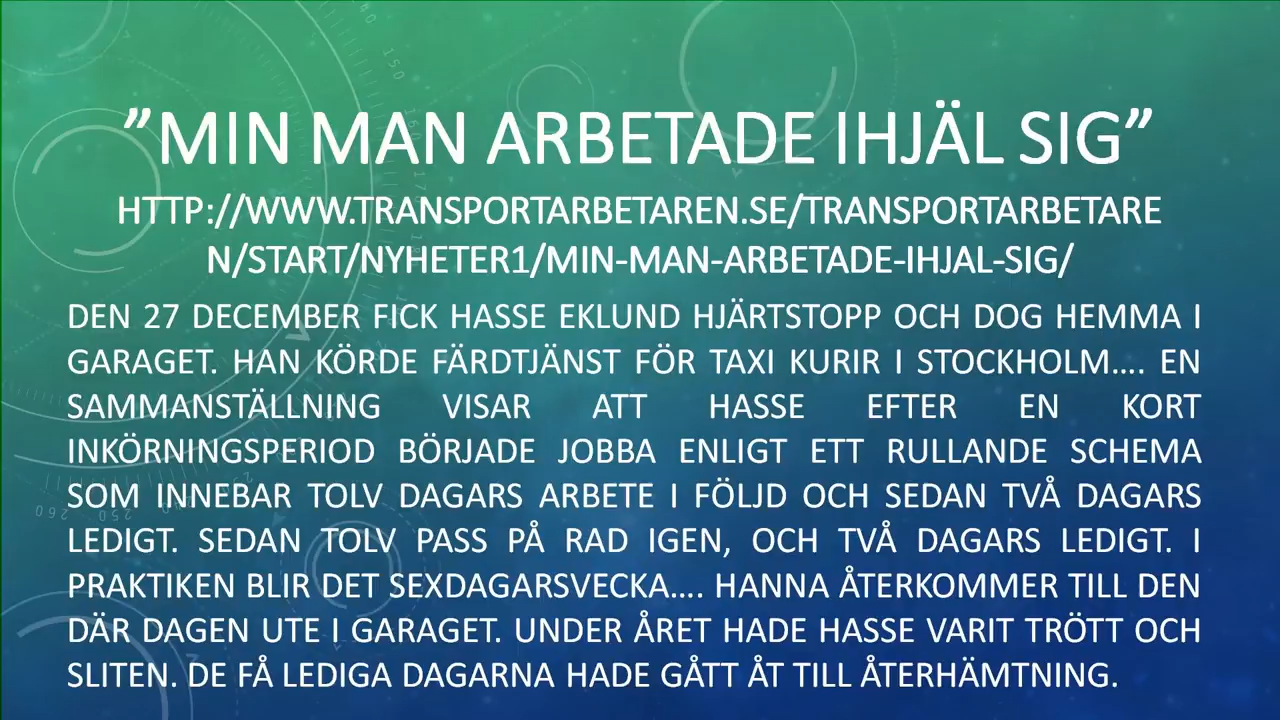 ”MIN MAN ARBETADE IHJÄL SIG”
HTTP://WWW.TRANSPORTARBETAREN.SE/TRANSPORTARBETARE
N/START/NYHETER1/MIN-MAN-ARBETADE-IHJAL-SIG/
DEN 27 DECEMBER FICK HASSE EKLUND HJÄRTSTOPP OCH DOG HEMMA I
GARAGET. HAN KÖRDE FÄRDTJÄNST FÖR TAXI KURIR I STOCKHOLM…. EN
SAMMANSTÄLLNING VISAR ATT HASSE EFTER EN KORT
INKÖRNINGSPERIOD BÖRJADE JOBBA ENLIGT ETT RULLANDE SCHEMA
SOM INNEBAR TOLV DAGARS ARBETE I FÖLJD OCH SEDAN TVÅ DAGARS
LEDIGT. SEDAN TOLV PASS PÅ RAD IGEN, OCH TVÅ DAGARS LEDIGT. I
PRAKTIKEN BLIR DET SEXDAGARSVECKA…. HANNA ÅTERKOMMER TILL DEN
DÄR DAGEN UTE I GARAGET. UNDER ÅRET HADE HASSE VARIT TRÖTT OCH
SLITEN. DE FÅ LEDIGA DAGARNA HADE GÅTT ÅT TILL ÅTERHÄMTNING.